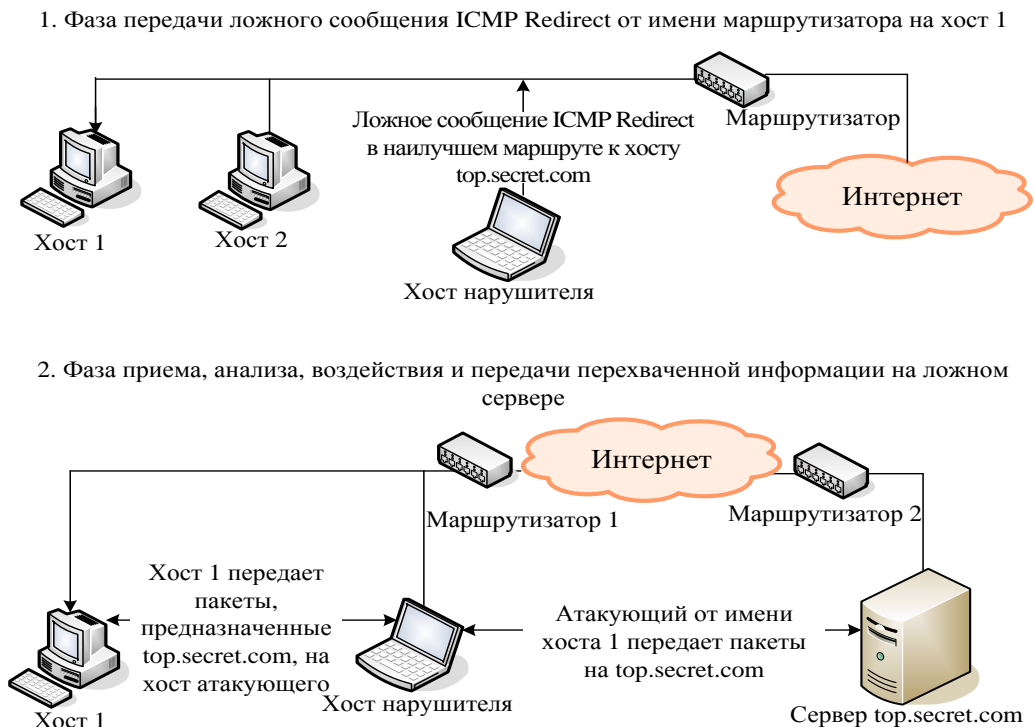 1. Фаза передачи ложного сообщения ICMP Redirect от имени маршрутизатора на хост 1
Ложное сообщение ICMP Redirect
в наилучшем маршруте к хосту
top.secret.com
Маршрутизатор
Интернет
Хост 1
Хост 2
Хост нарушителя
2. Фаза приема, анализа, воздействия и передачи перехваченной информации на ложном
сервере
Интернет
Маршрутизатор 1
Маршрутизатор 2
Хост 1 передает
пакеты,
предназначенные
top.secret.com, на
хост атакующего
Атакующий от имени
хоста 1 передает пакеты
на top.secret.com
Хост 1
Хост нарушителя
Сервер top.secret.com